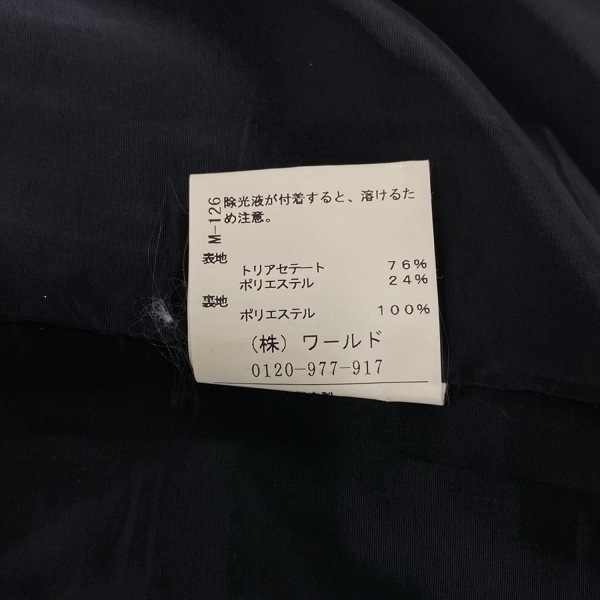 M-126
除光液が付着すると、溶けるた
め注意。
表地
トリアセテート 76%
ポリエステル 24%
裏地
ポリエステル 100%
(株) ワールド
0120-977-917